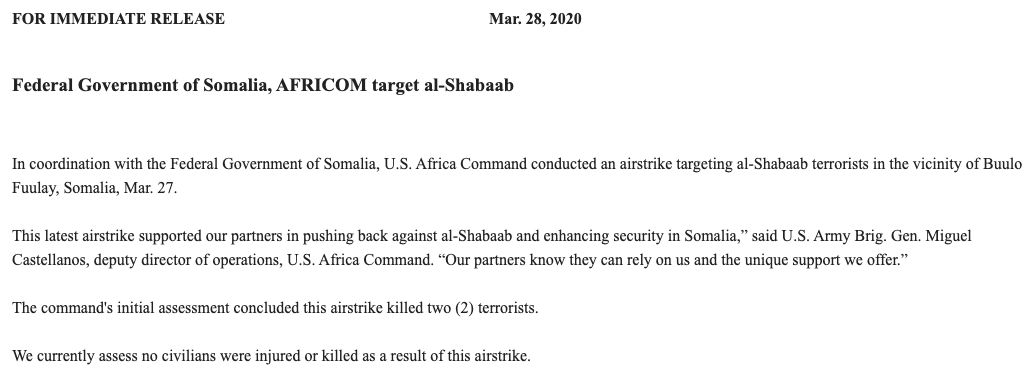 FOR IMMEDIATE RELEASE Mar. 28, 2020
Federal Government of Somalia, AFRICOM target al-Shabaab
In coordination with the Federal Government of Somalia, U.S. Africa Command conducted an airstrike targeting al-Shabaab terrorists in the vicinity of Buulo
Fuulay, Somalia, Mar. 27.
This latest airstrike supported our partners in pushing back against al-Shabaab and enhancing security in Somalia,” said U.S. Army Brig. Gen. Miguel
Castellanos, deputy director of operations, U.S. Africa Command. “Our partners know they can rely on us and the unique support we offer.”
The command's initial assessment concluded this airstrike killed two (2) terrorists.
We currently assess no civilians were injured or killed as a result of this airstrike.